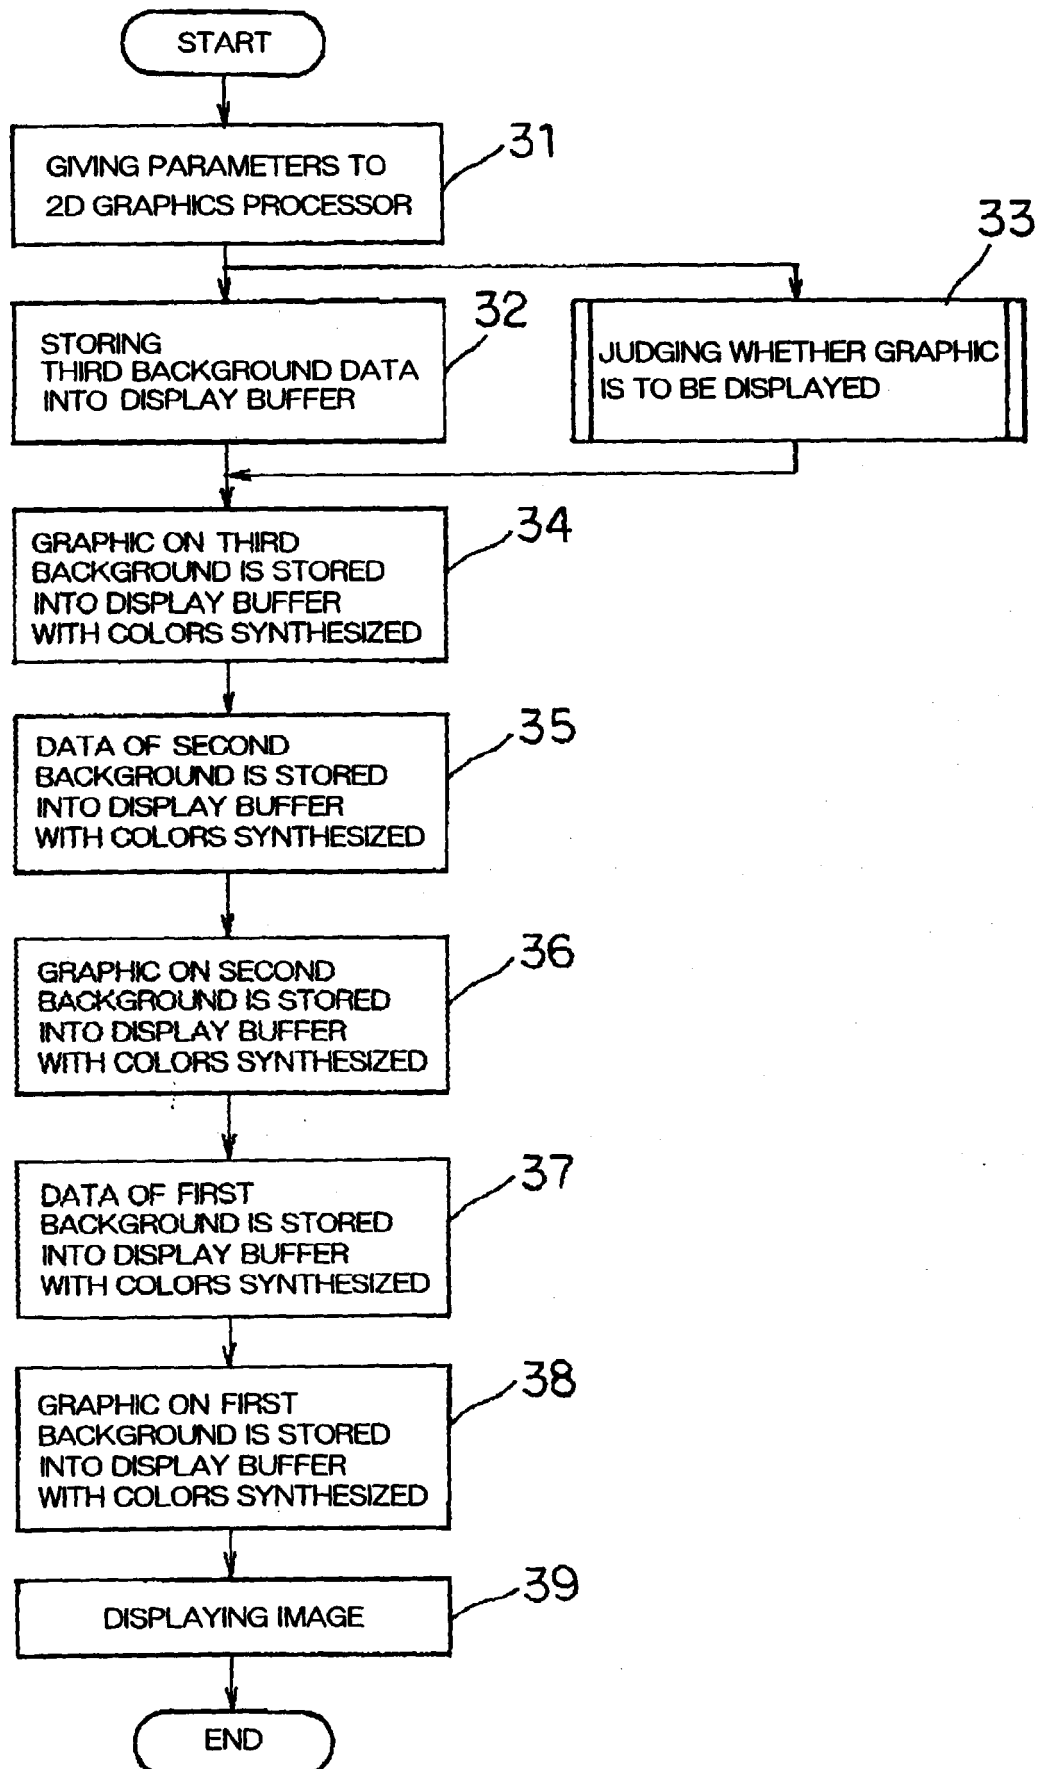 START
GIVING PARAMETERS TO
2D GRAPHICS PROCESSOR
31
STORING
THIRD BACKGROUND DATA
INTO DISPLAY BUFFER
32
JUDGING WHETHER GRAPHIC
IS TO BE DISPLAYED
33
GRAPHIC ON THIRD
BACKGROUND IS STORED
INTO DISPLAY BUFFER
WITH COLORS SYNTHESIZED
34
DATA OF SECOND
BACKGROUND IS STORED
INTO DISPLAY BUFFER
WITH COLORS SYNTHESIZED
35
GRAPHIC ON SECOND
BACKGROUND IS STORED
INTO DISPLAY BUFFER
WITH COLORS SYNTHESIZED
36
DATA OF FIRST
BACKGROUND IS STORED
INTO DISPLAY BUFFER
WITH COLORS SYNTHESIZED
37
GRAPHIC ON FIRST
BACKGROUND IS STORED
INTO DISPLAY BUFFER
WITH COLORS SYNTHESIZED
38
DISPLAYING IMAGE
39
END